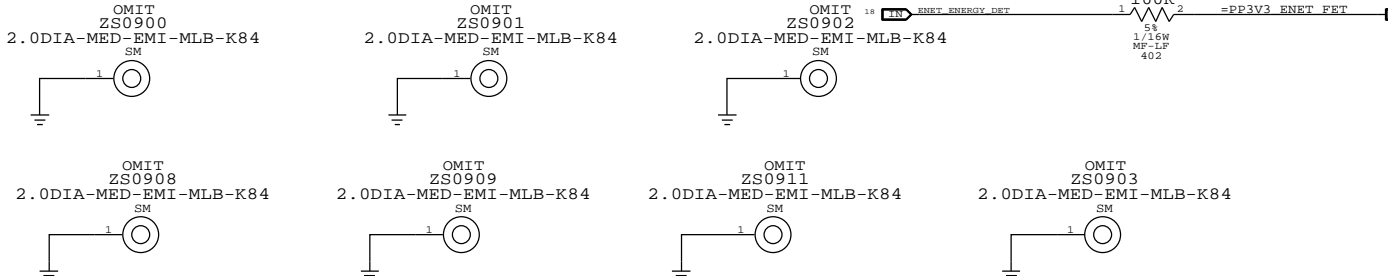 OMIT
ZS0900
2.0DIA-MED-EMI-MLB-K84
SM
1
OMIT
ZS0901
2.0DIA-MED-EMI-MLB-K84
SM
1
OMIT
ZS0902
2.0DIA-MED-EMI-MLB-K84
SM
1
18 IN ENET_ENERGY_DET
100K
1 2 =PP3V3_ENET_FET
5%
1/16W
MF-LF
402
OMIT
ZS0908
2.0DIA-MED-EMI-MLB-K84
SM
1
OMIT
ZS0909
2.0DIA-MED-EMI-MLB-K84
SM
1
OMIT
ZS0911
2.0DIA-MED-EMI-MLB-K84
SM
1
OMIT
ZS0903
2.0DIA-MED-EMI-MLB-K84
SM
1